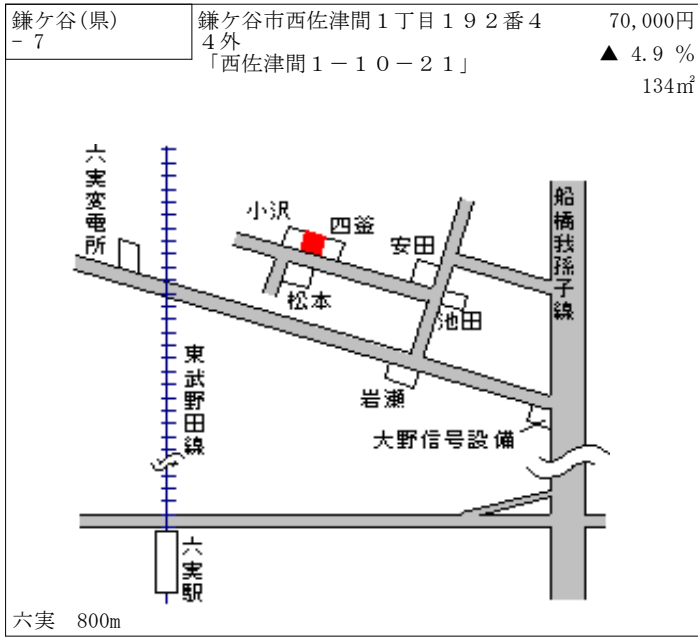 鎌ケ谷(県)
- 7
鎌ケ谷市西佐津間１丁目１９２番４
４外
「西佐津間１－１０－２１」
70,000円
▲ 4.9 %
134㎡
六実変電所
小沢
四釜
安田
船橋我孫子線
松本
池田
東武野田線
岩瀬
大野信号設備
六実駅
六実 800m